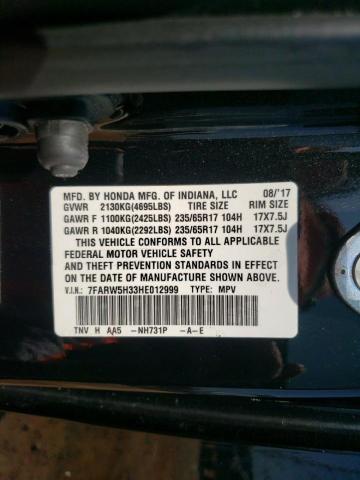 MFD. BY HONDA MFG. OF INDIANA, LLC 08/'17
GVWR 2130KG(4695LBS) TIRE SIZE RIM SIZE
GAWR F 1100KG(2425LBS) 235/65R17 104H 17X7.5J
GAWR R 1040KG(2292LBS) 235/65R17 104H 17X7.5J
THIS VEHICLE CONFORMS TO ALL APPLICABLE
FEDERAL MOTOR VEHICLE SAFETY
AND THEFT PREVENTION STANDARDS IN EFFECT ON
THE DATE OF MANUFACTURE SHOWN ABOVE.
V.I.N.: 7FARW5H33HE012999 TYPE: MPV
TNV H AA5 -NH731P -A-E